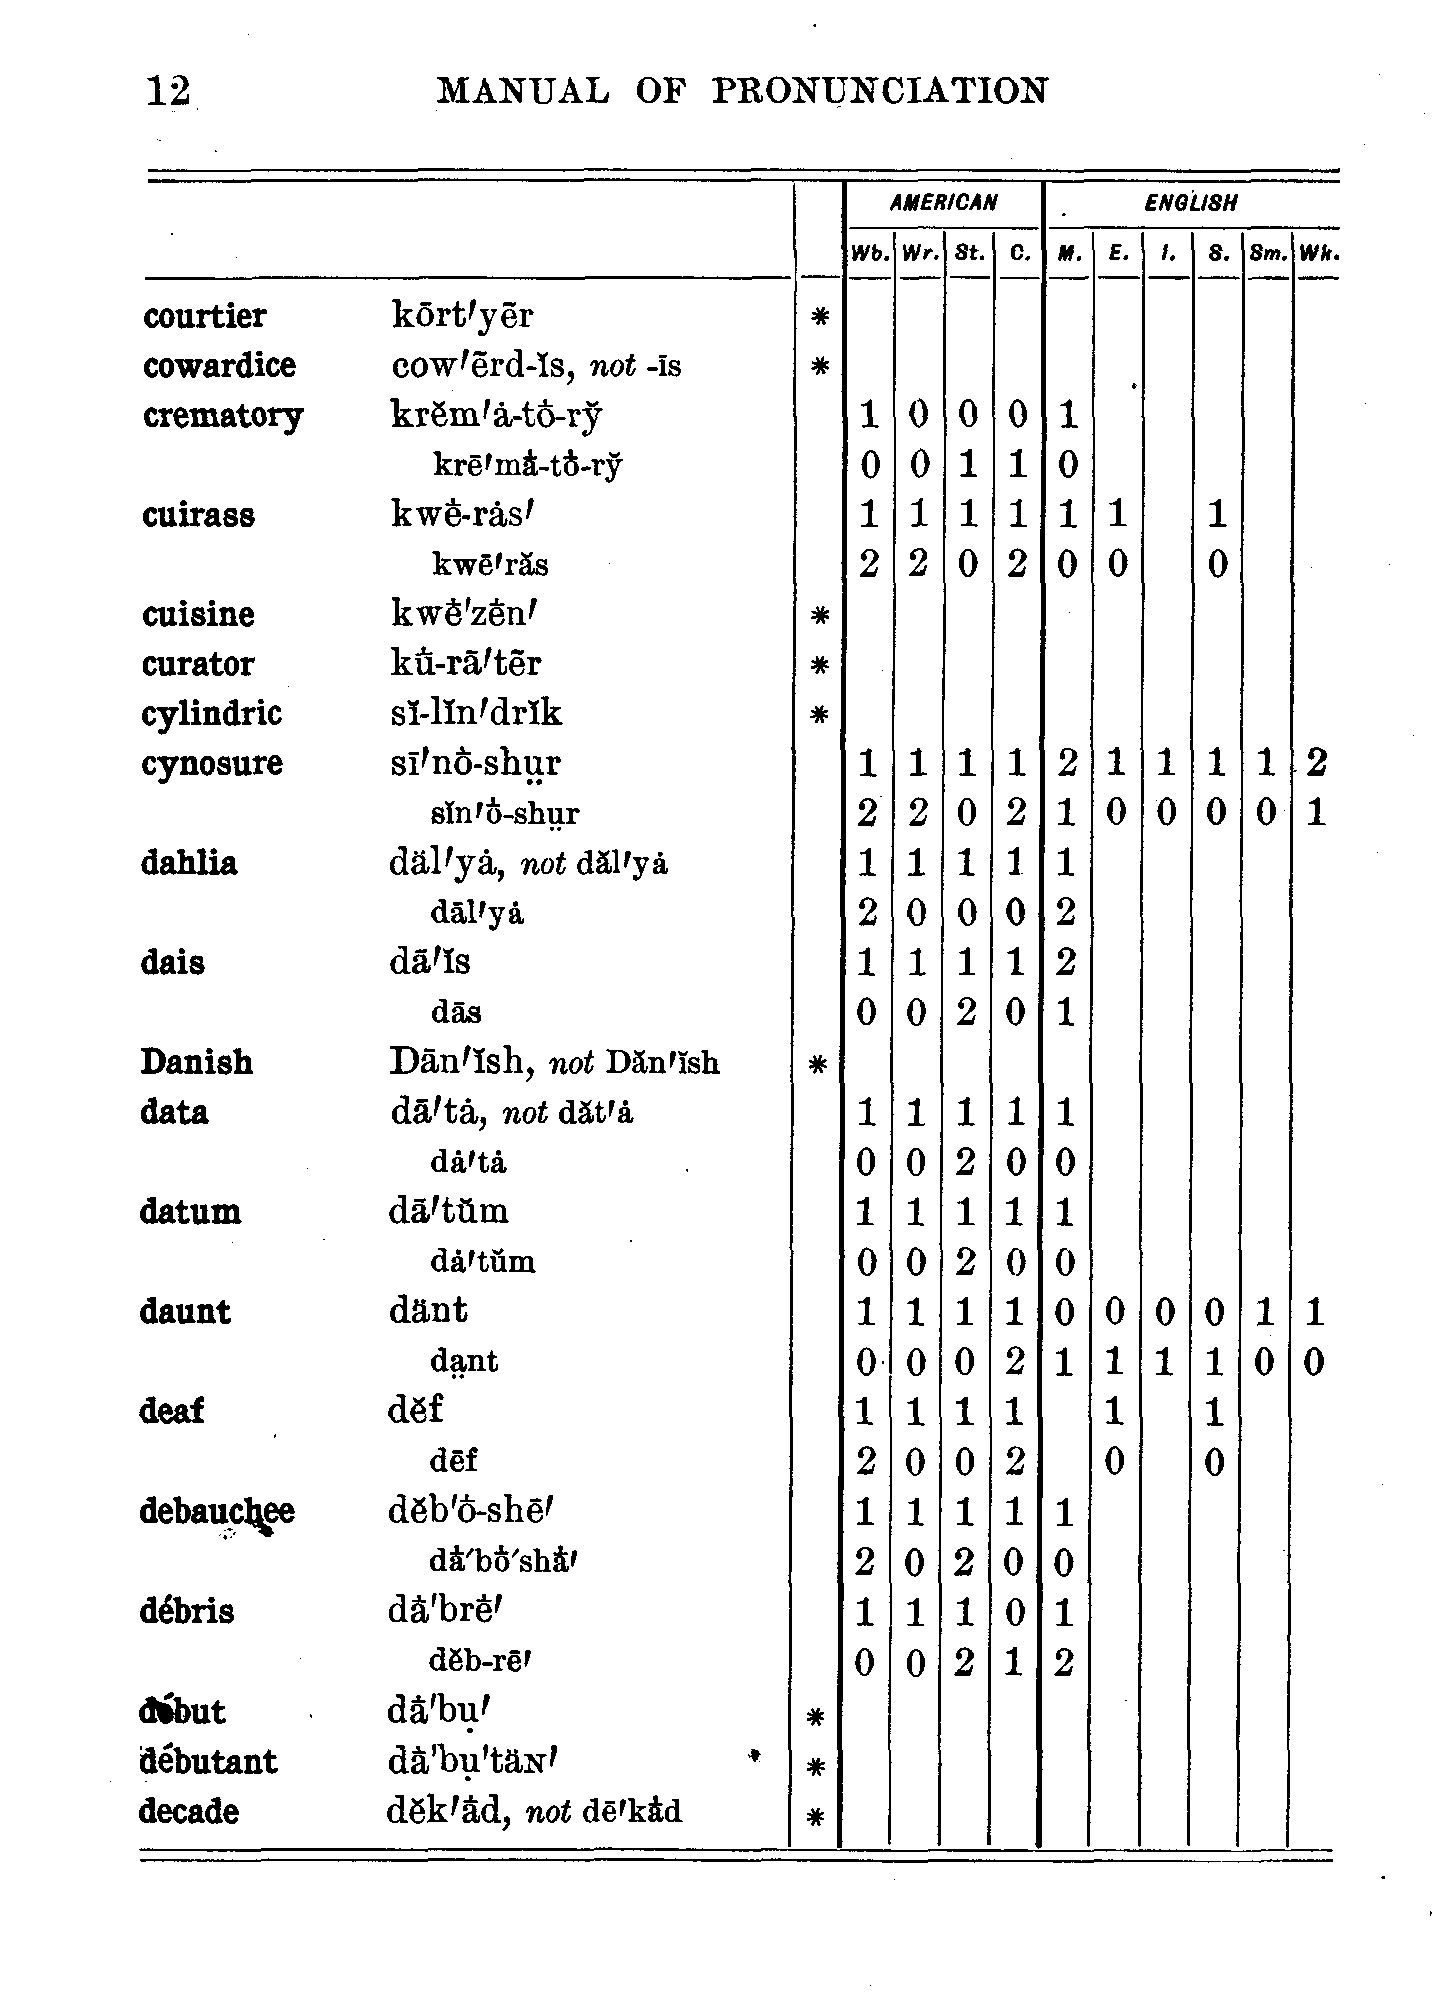 12 MANUAL OF PRONUNCIATION
AMERICAN ENGLISH
Wb. Wr. St. C. M. E. I. S. Sm. Wk.
courtier kōrt′yẽr *
cowardice cow′ẽrd-ĭs, not -īs *
crematory krĕm′ȧ-tō̇-ry̆ 1 0 0 0 1
krē′mā̇-tō̇-ry̆ 0 0 1 1 0
cuirass kwē̇-rȧs′ 1 1 1 1 1 1 1
kwē′răs 2 2 0 2 0 0 0
cuisine kwē̇′zēn′ *
curator kū̇-rā′tẽr *
cylindric sĭ-lĭn′drĭk *
cynosure sī′nō̇-shṳr 1 1 1 1 2 1 1 1 1 2
sĭn′ō̇-shṳr 2 2 0 2 1 0 0 0 0 1
dahlia däl′yȧ, not dăl′yȧ 1 1 1 1 1
dāl′yȧ 2 0 0 0 2
dais dā′ĭs 1 1 1 1 2
dās 0 0 2 0 1
Danish Dān′ĭsh, not Dăn′ĭsh *
data dā′tȧ, not dăt′ȧ 1 1 1 1 1
dȧ′tȧ 0 0 2 0 0
datum dā′tŭm 1 1 1 1 1
dȧ′tŭm 0 0 2 0 0
daunt dänt 1 1 1 1 0 0 0 0 1 1
da̤nt 0 0 0 2 1 1 1 1 0 0
deaf dĕf 1 1 1 1 1 1
dēf 2 0 0 2 0 0
debauchee dĕb′ō̇-shē′ 1 1 1 1 1
dā̇′bō̇′shā̇′ 2 0 2 0 0
débris dā̇′brē̇′ 1 1 1 0 1
dĕb-rē′ 0 0 2 1 2
début dā̇′bụ′ *
débutant dā̇′bụ′täɴ′ *
decade dĕk′ā̇d, not dē′kā̇d *